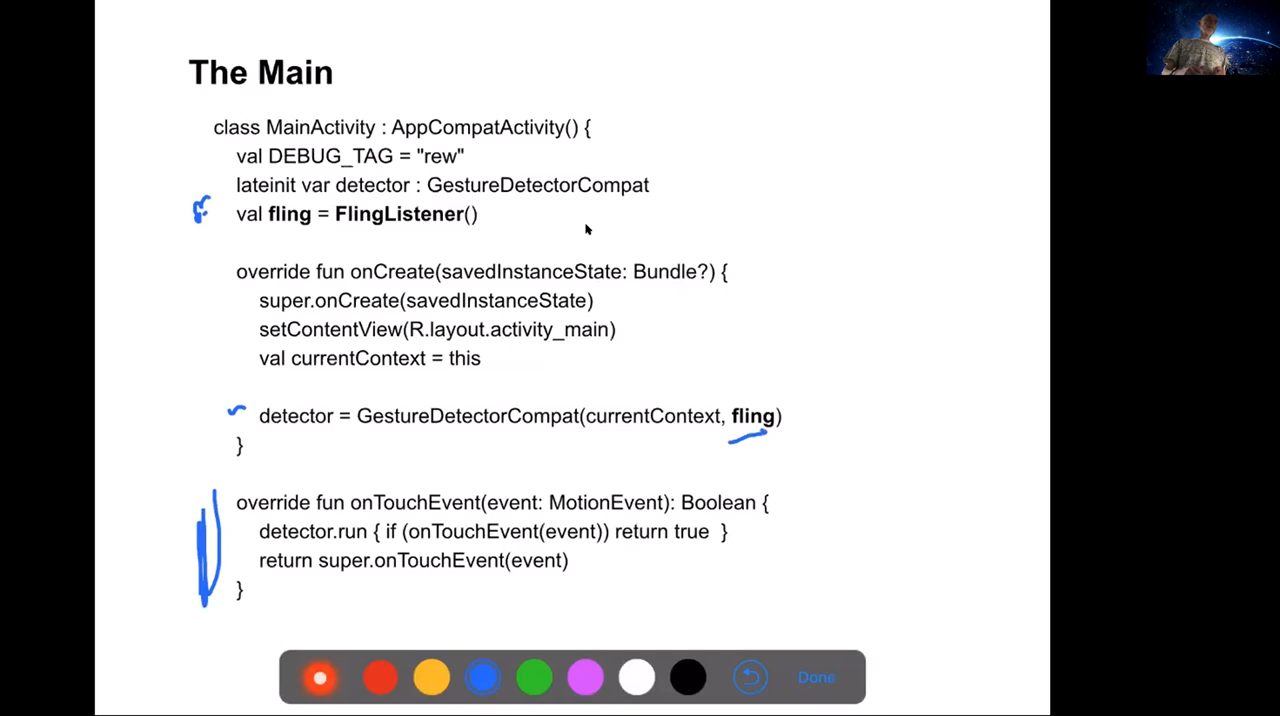 The Main
class MainActivity : AppCompatActivity() {
val DEBUG_TAG = "rew"
lateinit var detector : GestureDetectorCompat
val fling = FlingListener()
override fun onCreate(savedInstanceState: Bundle?) {
super.onCreate(savedInstanceState)
setContentView(R.layout.activity_main)
val currentContext = this
detector = GestureDetectorCompat(currentContext, fling)
}
override fun onTouchEvent(event: MotionEvent): Boolean {
detector.run { if (onTouchEvent(event)) return true }
return super.onTouchEvent(event)
}
Done